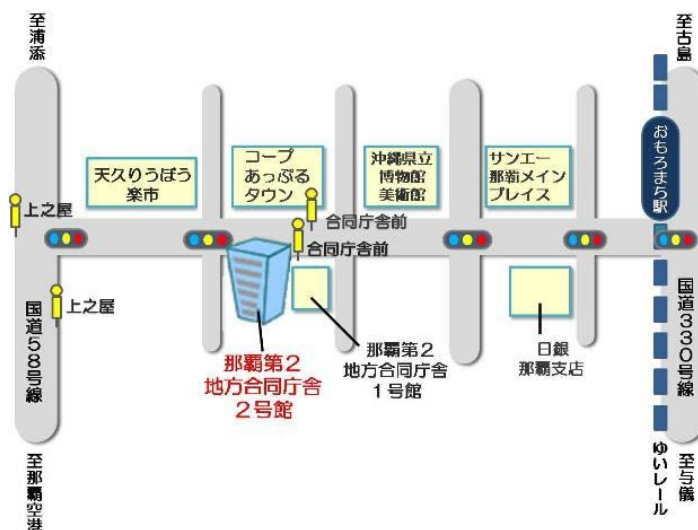 至浦添
至古島
おもろまち駅
天久りうぼう
楽市
コープ
あっぷる
タウン
沖縄県立
博物館
美術館
サンエー
那覇メイン
プレイス
上之屋
合同庁舎前
合同庁舎前
上之屋
国道58号線
国道330号線
那覇第2
地方合同庁舎
2号館
那覇第2
地方合同庁舎
1号館
日銀
那覇支店
至那覇空港
ゆいレール
至与儀